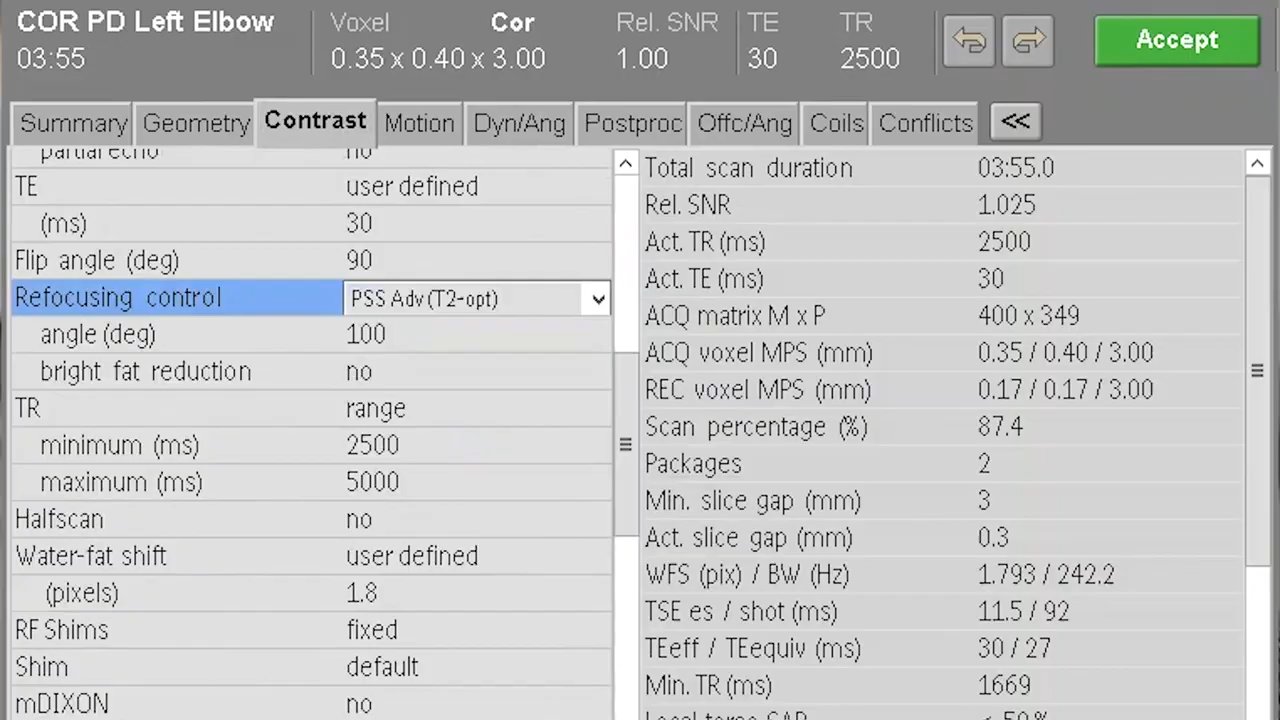 COR PD Left Elbow
03:55
Voxel Cor
0.35 x 0.40 x 3.00
Rel. SNR
1.00
TE
30
TR
2500
Accept
Summary Geometry Contrast Motion Dyn/Ang Postproc Offc/Ang Coils Conflicts <<
partial echo no
TE user defined
(ms) 30
Flip angle (deg) 90
Refocusing control PSS Adv (T2-opt)
angle (deg) 100
bright fat reduction no
TR range
minimum (ms) 2500
maximum (ms) 5000
Halfscan no
Water-fat shift user defined
(pixels) 1.8
RF Shims fixed
Shim default
mDIXON no
Total scan duration 03:55.0
Rel. SNR 1.025
Act. TR (ms) 2500
Act. TE (ms) 30
ACQ matrix M x P 400 x 349
ACQ voxel MPS (mm) 0.35 / 0.40 / 3.00
REC voxel MPS (mm) 0.17 / 0.17 / 3.00
Scan percentage (%) 87.4
Packages 2
Min. slice gap (mm) 3
Act. slice gap (mm) 0.3
WFS (pix) / BW (Hz) 1.793 / 242.2
TSE es / shot (ms) 11.5 / 92
TEeff / TEequiv (ms) 30 / 27
Min. TR (ms) 1669